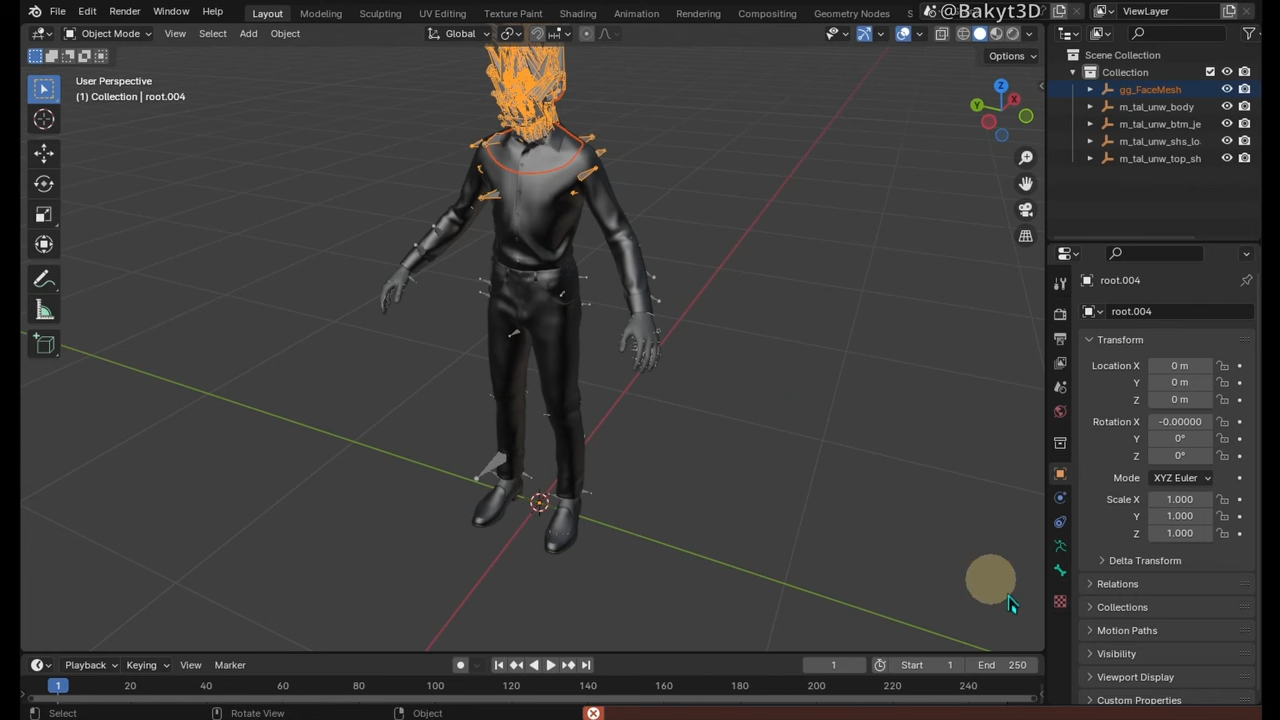 File Edit Render Window Help Layout Modeling Sculpting UV Editing Texture Paint Shading Animation Rendering Compositing Geometry Nodes S @Bakyt3D ViewLayer
Object Mode View Select Add Object Global
Options
User Perspective
(1) Collection | root.004
X
Y
Z
Scene Collection
Collection
gg_FaceMesh
m_tal_unw_body
m_tal_unw_btm_je
m_tal_unw_shs_lo
m_tal_unw_top_sh
root.004
root.004
Transform
Location X 0 m
Y 0 m
Z 0 m
Rotation X -0.00000
Y 0°
Z 0°
Mode XYZ Euler
Scale X 1.000
Y 1.000
Z 1.000
Delta Transform
Relations
Collections
Motion Paths
Visibility
Viewport Display
Custom Properties
Playback Keying View Marker 1 Start 1 End 250
1 20 40 60 80 100 120 140 160 180 200 220 240
Select Rotate View Object